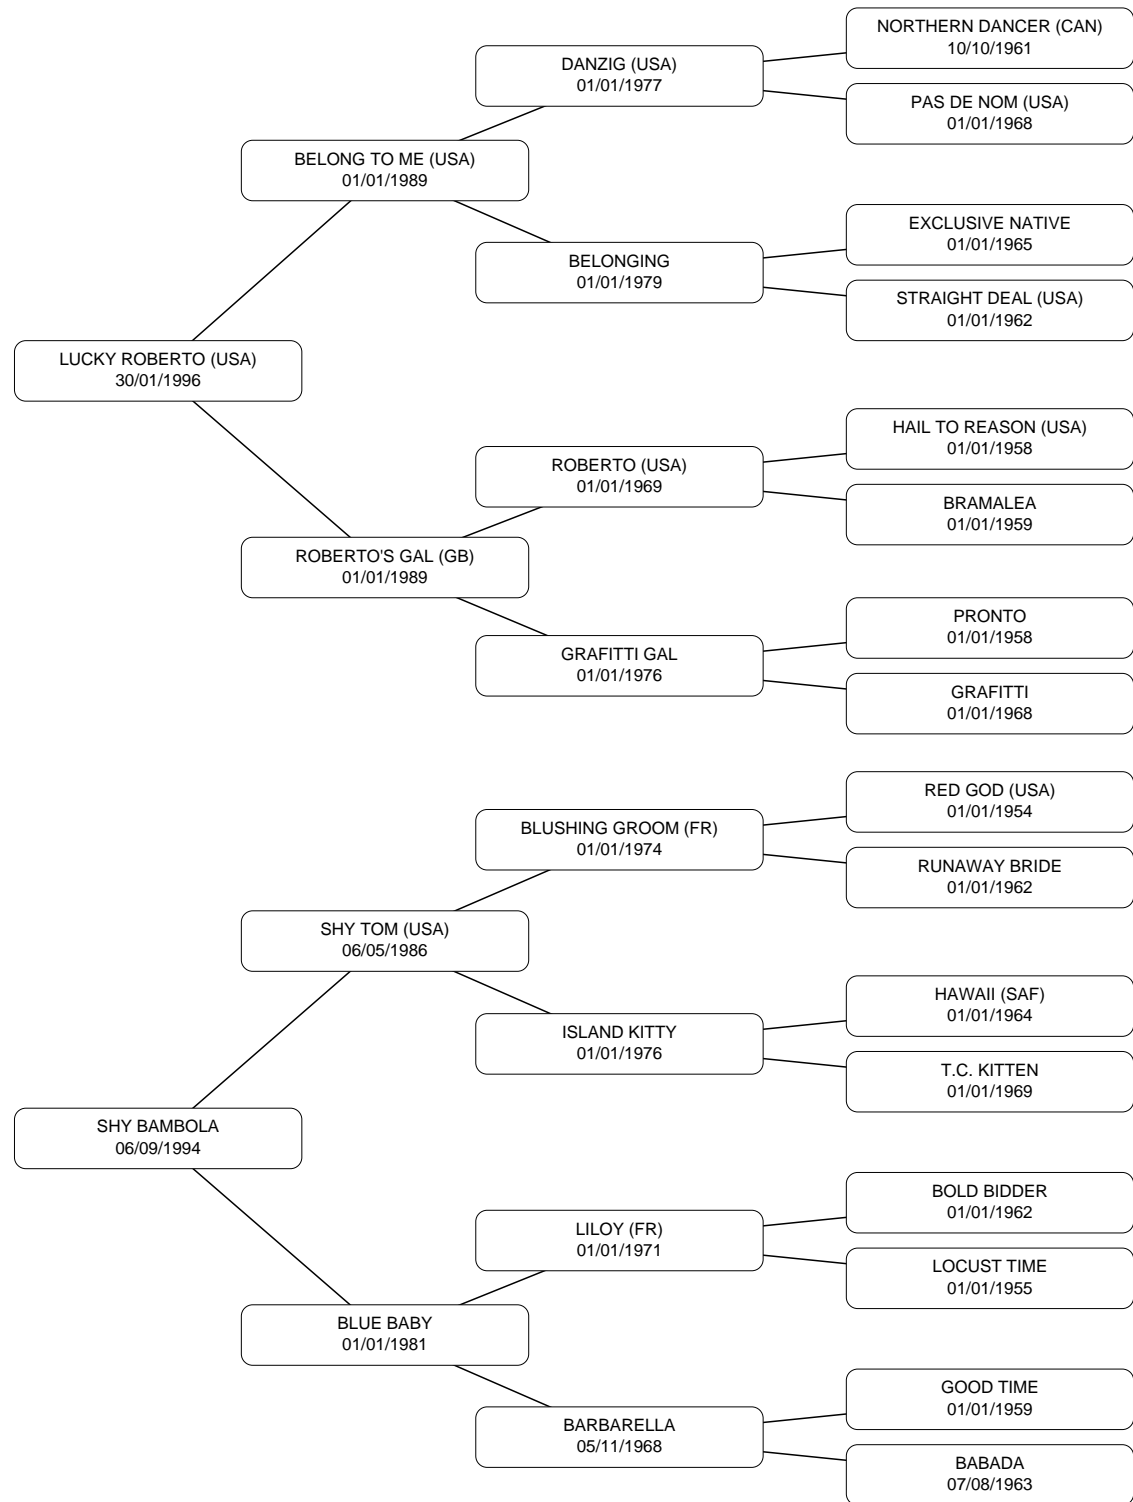 NORTHERN DANCER (CAN)
10/10/1961
DANZIG (USA)
01/01/1977
PAS DE NOM (USA)
01/01/1968
BELONG TO ME (USA)
01/01/1989
EXCLUSIVE NATIVE
01/01/1965
BELONGING
01/01/1979
STRAIGHT DEAL (USA)
01/01/1962
LUCKY ROBERTO (USA)
30/01/1996
HAIL TO REASON (USA)
01/01/1958
ROBERTO (USA)
01/01/1969
BRAMALEA
01/01/1959
ROBERTO'S GAL (GB)
01/01/1989
PRONTO
01/01/1958
GRAFITTI GAL
01/01/1976
GRAFITTI
01/01/1968
RED GOD (USA)
01/01/1954
BLUSHING GROOM (FR)
01/01/1974
RUNAWAY BRIDE
01/01/1962
SHY TOM (USA)
06/05/1986
HAWAII (SAF)
01/01/1964
ISLAND KITTY
01/01/1976
T.C. KITTEN
01/01/1969
SHY BAMBOLA
06/09/1994
BOLD BIDDER
01/01/1962
LILOY (FR)
01/01/1971
LOCUST TIME
01/01/1955
BLUE BABY
01/01/1981
GOOD TIME
01/01/1959
BARBARELLA
05/11/1968
BABADA
07/08/1963